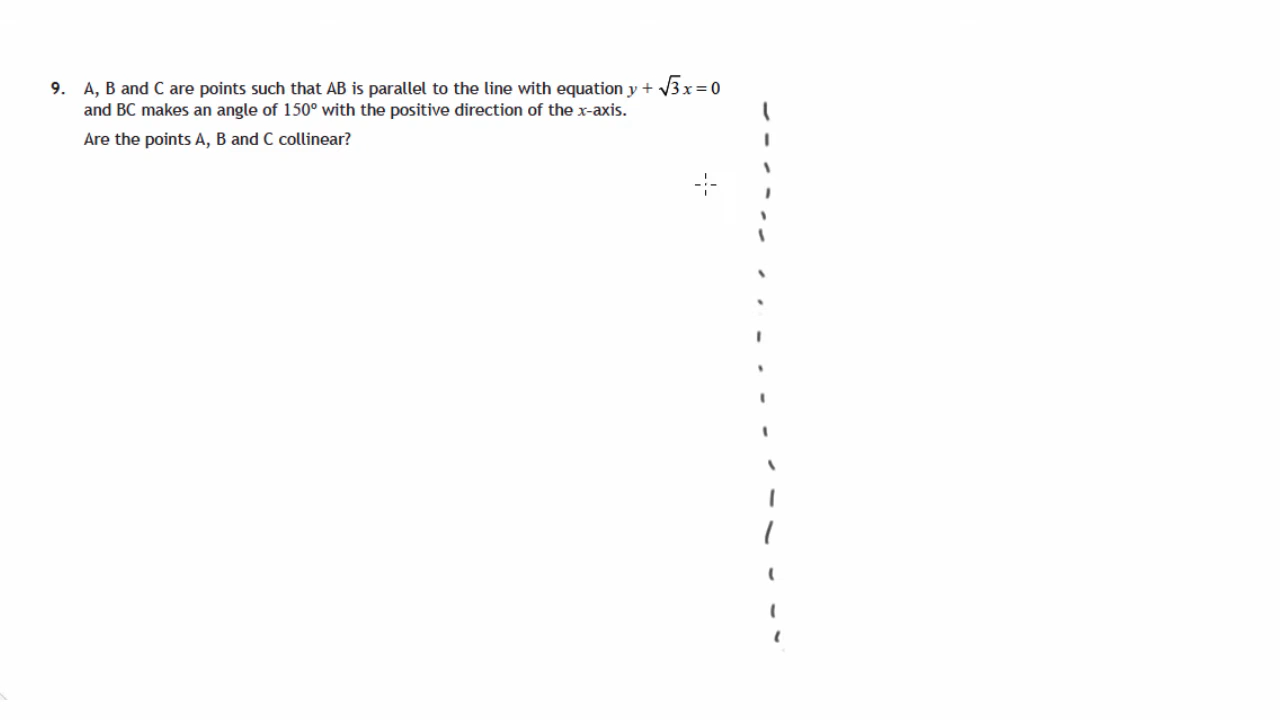 9. A, B and C are points such that AB is parallel to the line with equation y + √3 x = 0
and BC makes an angle of 150° with the positive direction of the x-axis.
Are the points A, B and C collinear?